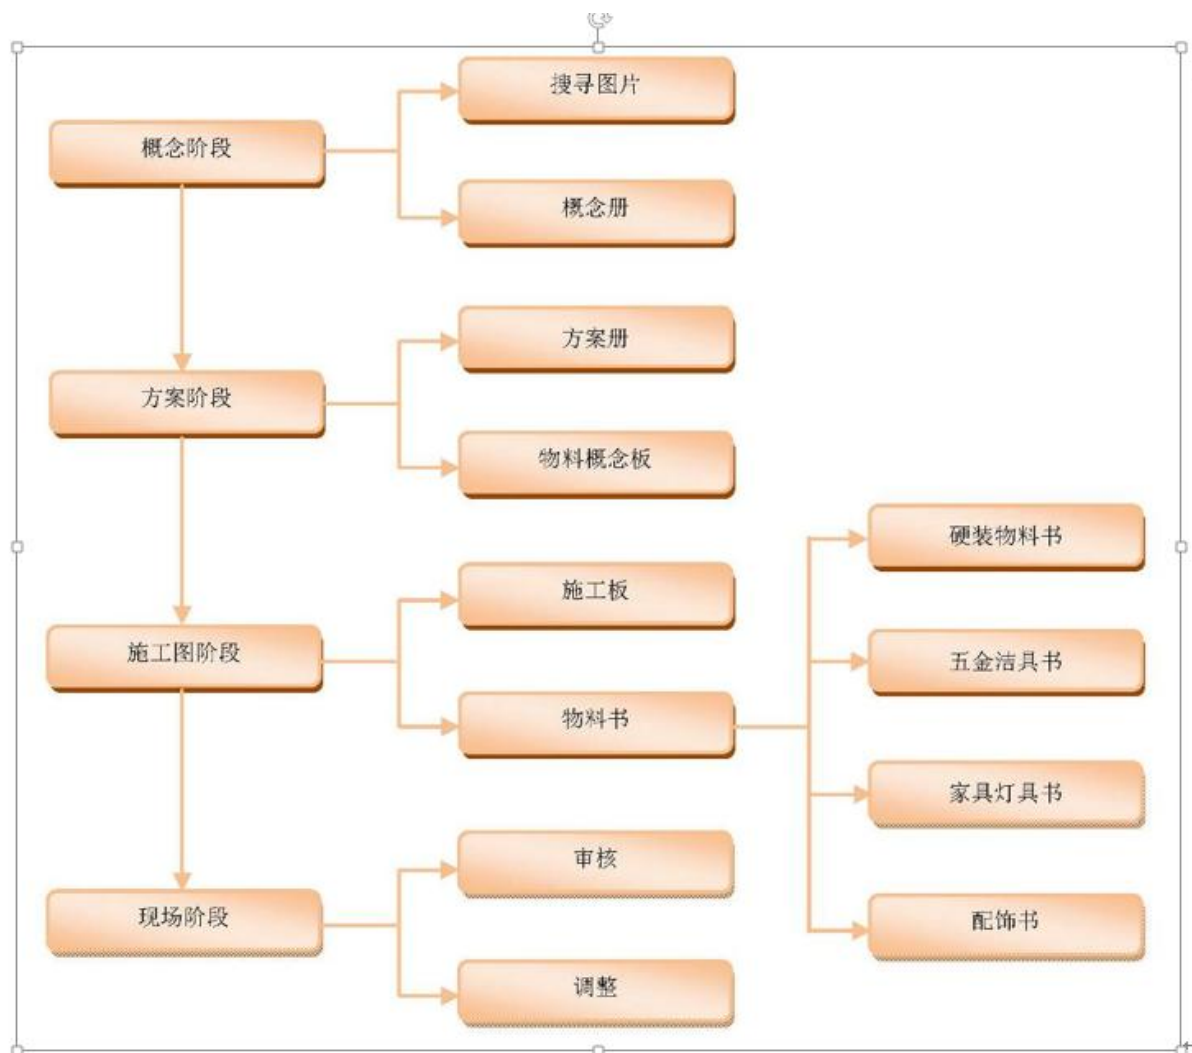 搜寻图片
概念阶段
概念册
方案册
方案阶段
物料概念板
硬装物料书
施工板
施工图阶段
五金洁具书
物料书
家具灯具书
审核
现场阶段
配饰书
调整